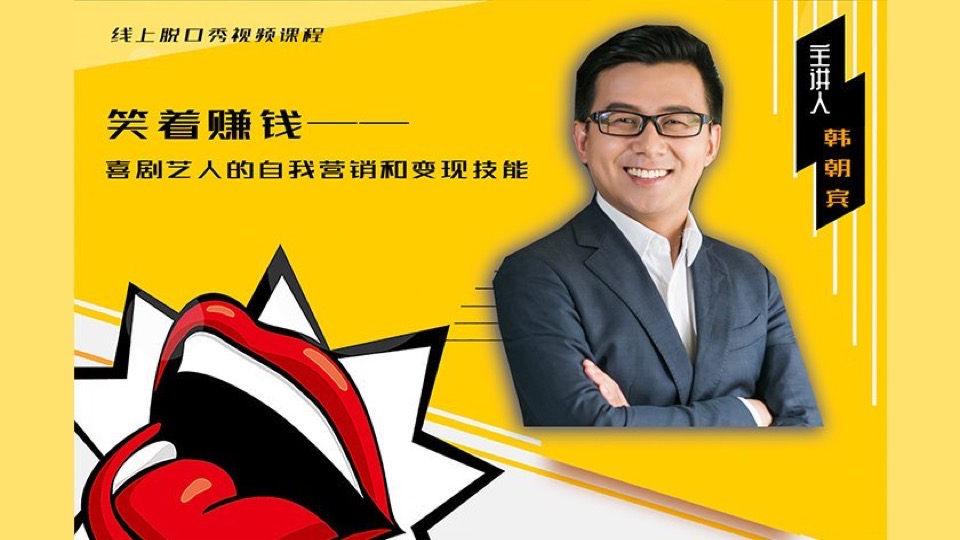 线上脱口秀视频课程
笑着赚钱——
喜剧艺人的自我营销和变现技能
主讲人
韩朝宾